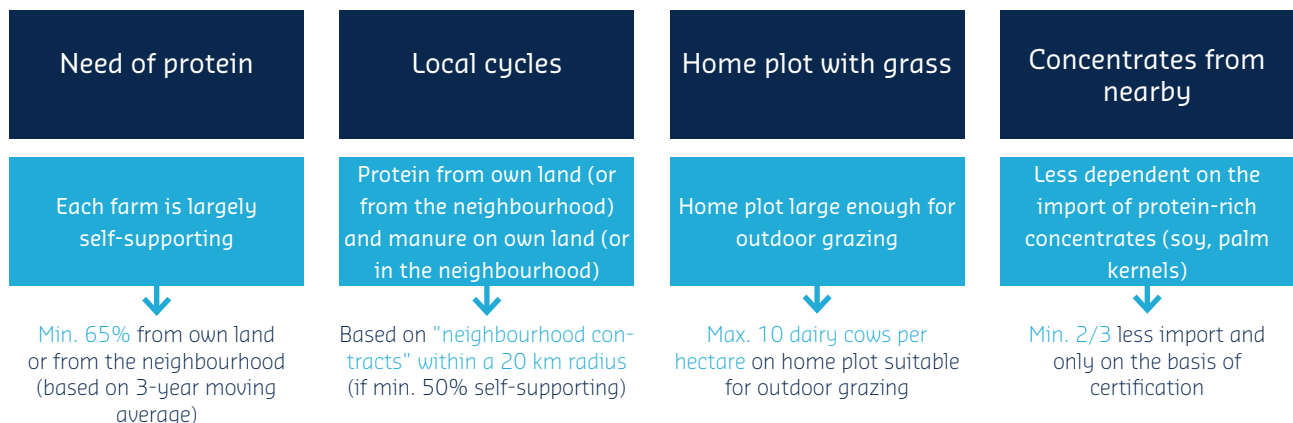 Need of protein
Each farm is largely
self-supporting
Min. 65% from own land
or from the neighbourhood
(based on 3-year moving
average)
Local cycles
Protein from own land (or
from the neighbourhood)
and manure on own land (or
in the neighbourhood)
Based on "neighbourhood con-
tracts" within a 20 km radius
(if min. 50% self-supporting)
Home plot with grass
Home plot large enough for
outdoor grazing
Max. 10 dairy cows per
hectare on home plot suitable
for outdoor grazing
Concentrates from
nearby
Less dependent on the
import of protein-rich
concentrates (soy, palm
kernels)
Min. 2/3 less import and
only on the basis of
certification